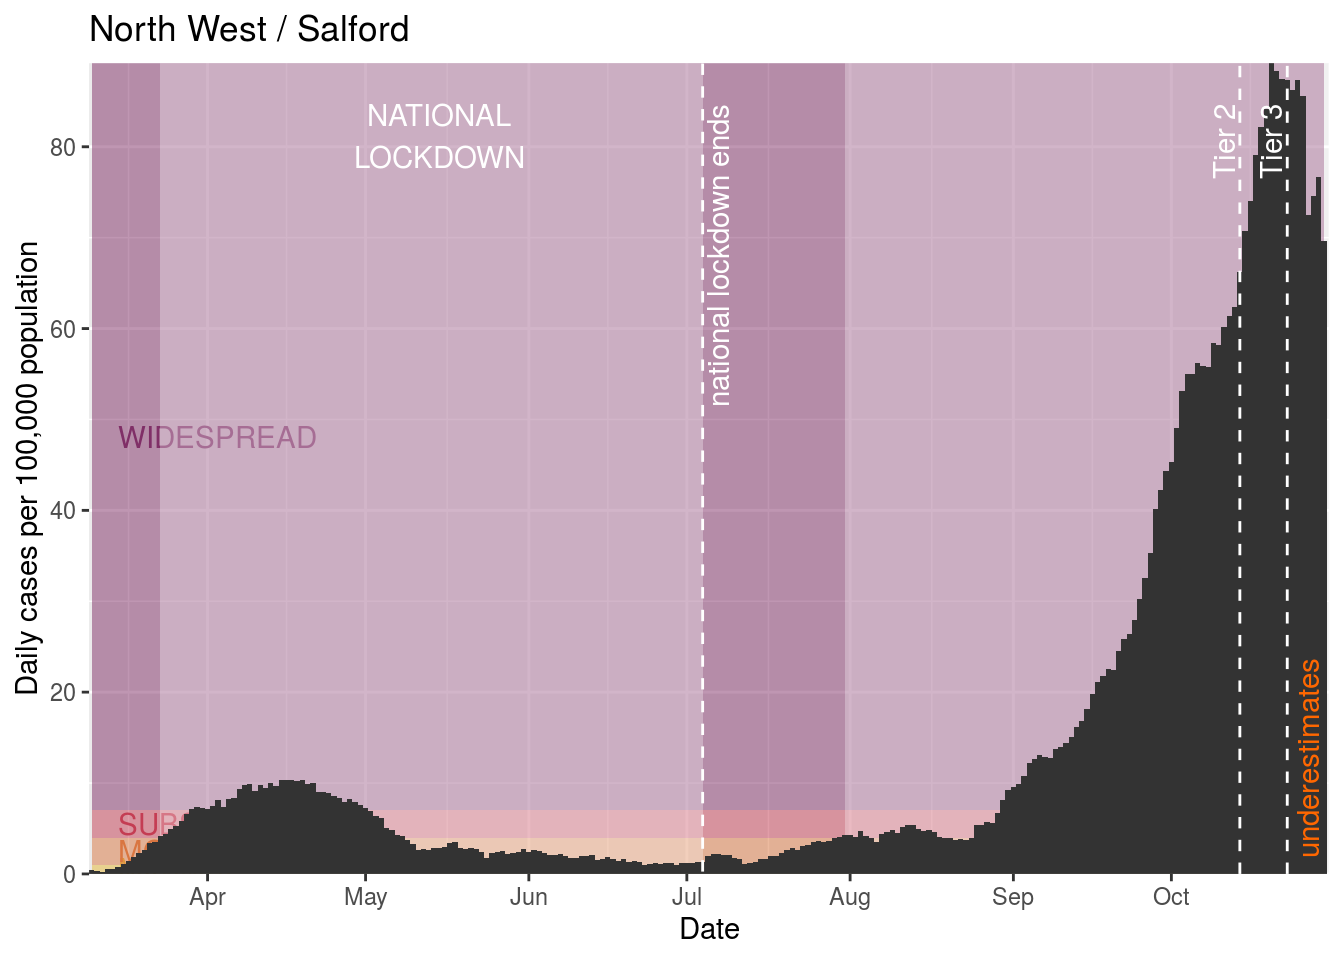 North West / Salford
Daily cases per 100,000 population
80
60
40
20
0
NATIONAL
LOCKDOWN
national lockdown ends
Tier 2
Tier 3
WIDESPREAD
underestimates
Apr
May
Jun
Jul
Aug
Sep
Oct
Date